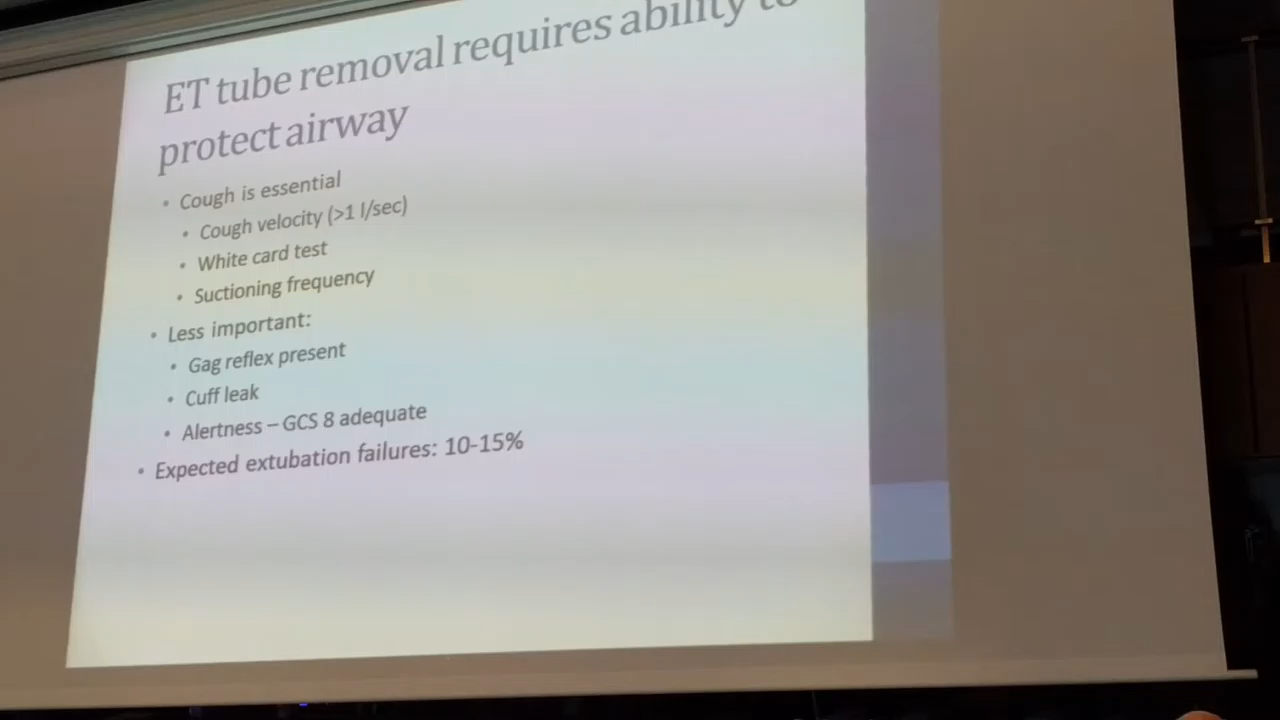 ET tube removal requires ability to
protect airway
• Cough is essential
• Cough velocity (>1 l/sec)
• White card test
• Suctioning frequency
• Less important:
• Gag reflex present
• Cuff leak
• Alertness – GCS 8 adequate
• Expected extubation failures: 10-15%